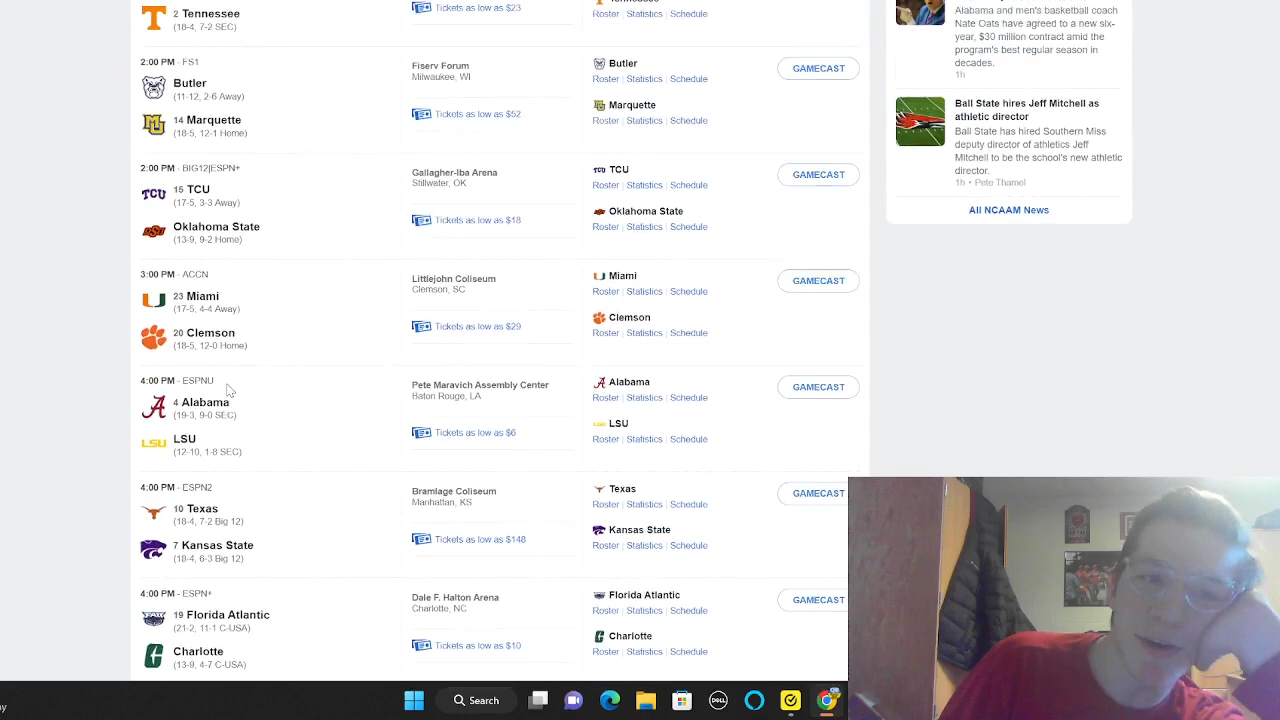 2 Tennessee
(18-4, 7-2 SEC)
Tickets as low as $23
Tennessee
Roster | Statistics | Schedule
2:00 PM - FS1
Butler
(11-12, 2-6 Away)
14 Marquette
(18-5, 12-1 Home)
Fiserv Forum
Milwaukee, WI
Tickets as low as $52
Butler
Roster | Statistics | Schedule
Marquette
Roster | Statistics | Schedule
GAMECAST
2:00 PM - BIG12|ESPN+
TCU
15 TCU
(17-5, 3-3 Away)
Oklahoma State
(13-9, 9-2 Home)
Gallagher-Iba Arena
Stillwater, OK
Tickets as low as $18
TCU TCU
Roster | Statistics | Schedule
Oklahoma State
Roster | Statistics | Schedule
GAMECAST
3:00 PM - ACCN
23 Miami
(17-5, 4-4 Away)
20 Clemson
(18-5, 12-0 Home)
Littlejohn Coliseum
Clemson, SC
Tickets as low as $29
Miami
Roster | Statistics | Schedule
Clemson
Roster | Statistics | Schedule
GAMECAST
4:00 PM - ESPNU
4 Alabama
(19-3, 9-0 SEC)
LSU LSU
(12-10, 1-8 SEC)
Pete Maravich Assembly Center
Baton Rouge, LA
Tickets as low as $6
Alabama
Roster | Statistics | Schedule
LSU LSU
Roster | Statistics | Schedule
GAMECAST
4:00 PM - ESPN2
10 Texas
(18-4, 7-2 Big 12)
7 Kansas State
(18-4, 6-3 Big 12)
Bramlage Coliseum
Manhattan, KS
Tickets as low as $148
Texas
Roster | Statistics | Schedule
Kansas State
Roster | Statistics | Schedule
GAMECAST
4:00 PM - ESPN+
19 Florida Atlantic
(21-2, 11-1 C-USA)
Charlotte
(13-9, 4-7 C-USA)
Dale F. Halton Arena
Charlotte, NC
Tickets as low as $10
Florida Atlantic
Roster | Statistics | Schedule
Charlotte
Roster | Statistics | Schedule
GAMECAST
Alabama and men's basketball coach
Nate Oats have agreed to a new six-
year, $30 million contract amid the
program's best regular season in
decades.
1h
Ball State hires Jeff Mitchell as
athletic director
Ball State has hired Southern Miss
deputy director of athletics Jeff
Mitchell to be the school's new athletic
director.
1h • Pete Thamel
All NCAAM News
Search
DELL